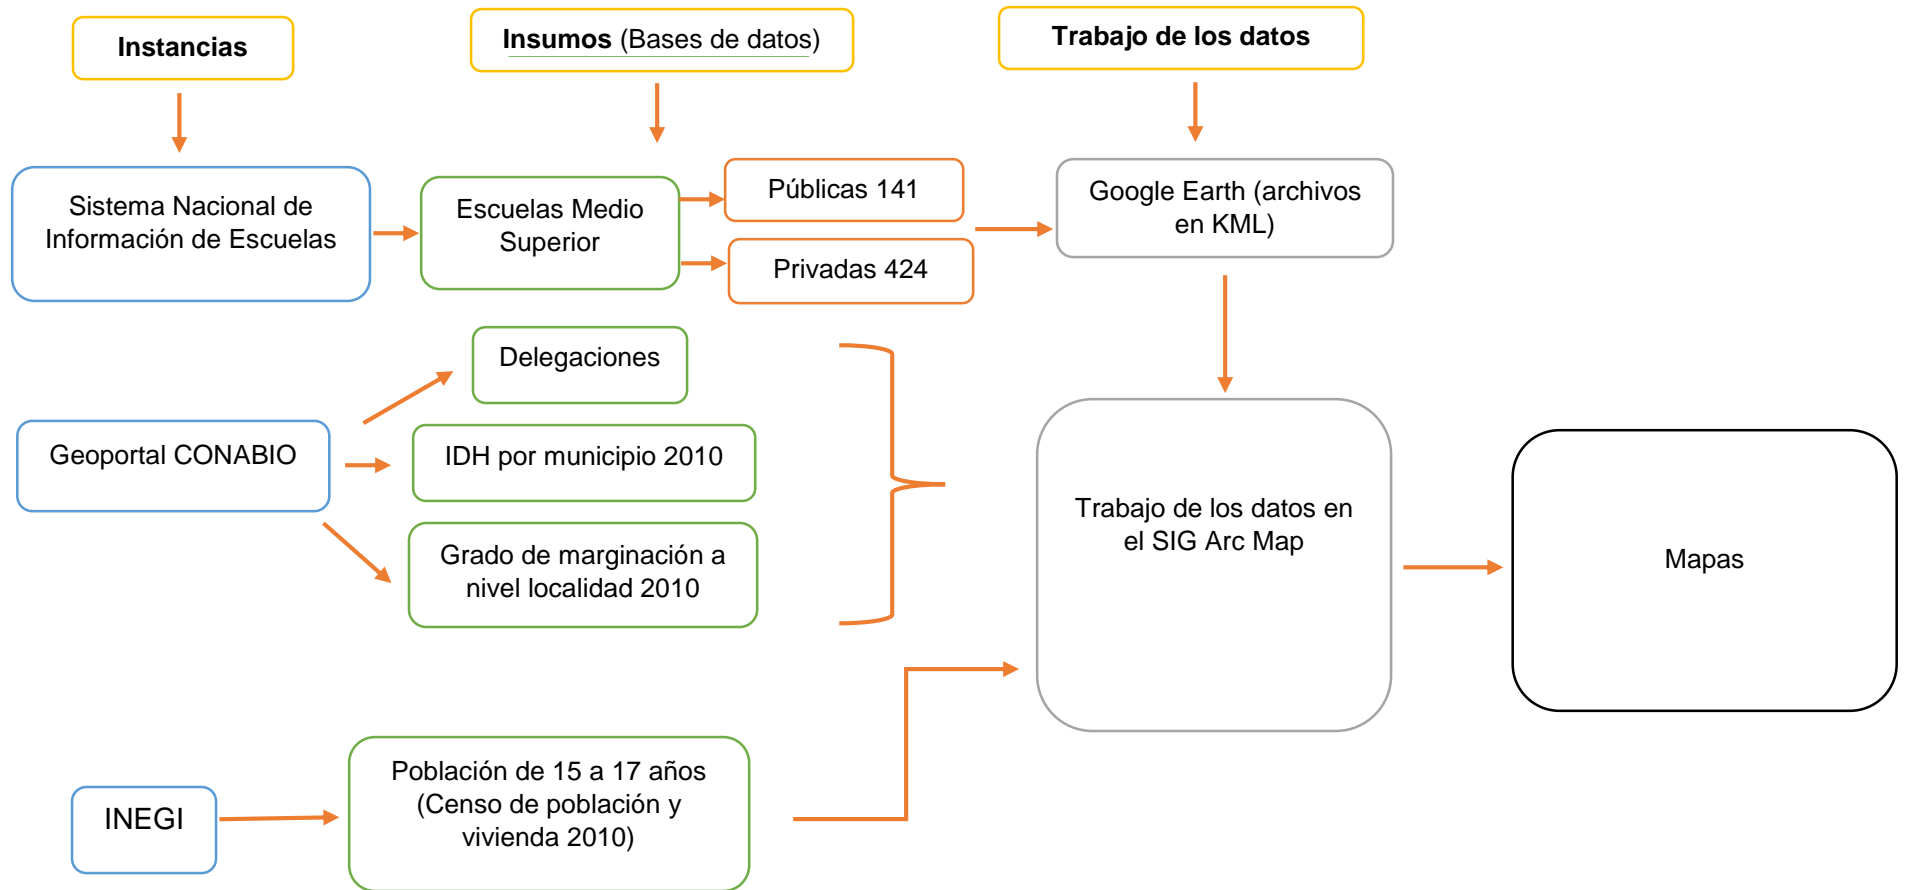 Instancias
Insumos (Bases de datos)
Trabajo de los datos
Sistema Nacional de
Información de Escuelas
Escuelas Medio
Superior
Públicas 141
Privadas 424
Google Earth (archivos
en KML)
Geoportal CONABIO
Delegaciones
IDH por municipio 2010
Grado de marginación a
nivel localidad 2010
Trabajo de los datos en
el SIG Arc Map
Mapas
INEGI
Población de 15 a 17 años
(Censo de población y
vivienda 2010)